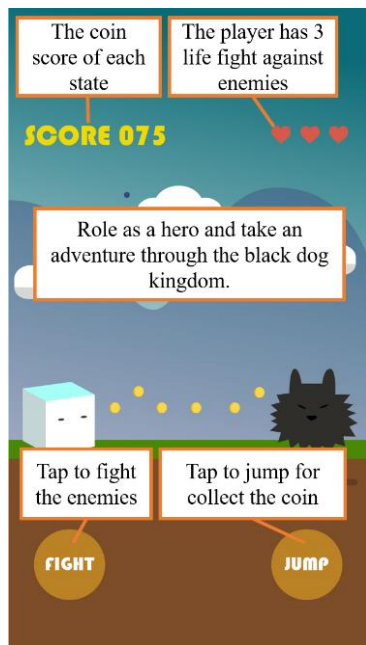 The coin
score of each
state
The player has 3
life fight against
enemies
SCORE 075
Role as a hero and take an
adventure through the black dog
kingdom.
Tap to fight
the enemies
Tap to jump for
collect the coin
FIGHT
JUMP